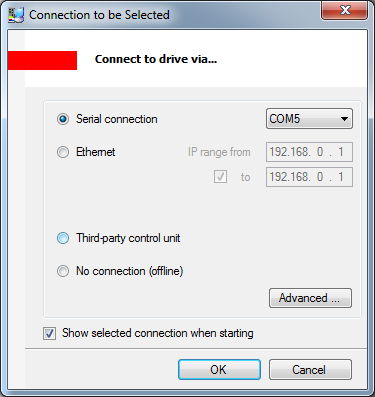 Connection to be Selected
Connect to drive via...
Serial connection COM5
Ethernet IP range from 192.168. 0 . 1
to 192.168. 0 . 1
Third-party control unit
No connection (offline)
Advanced ...
Show selected connection when starting
OK Cancel